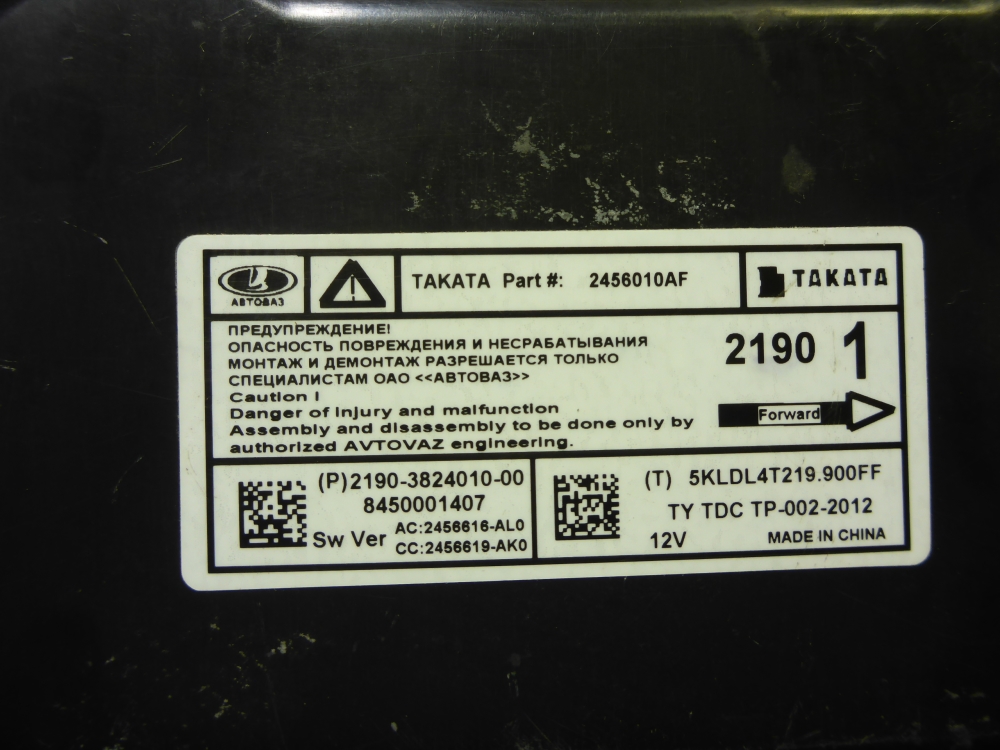 АВТОВАЗ
TAKATA Part #: 2456010AF
TAKATA
ПРЕДУПРЕЖДЕНИЕ!
ОПАСНОСТЬ ПОВРЕЖДЕНИЯ И НЕСРАБАТЫВАНИЯ
МОНТАЖ И ДЕМОНТАЖ РАЗРЕШАЕТСЯ ТОЛЬКО
СПЕЦИАЛИСТАМ ОАО <<АВТОВАЗ>>
Caution !
Danger of injury and malfunction
Assembly and disassembly to be done only by
authorized AVTOVAZ engineering.
2190 1
Forward
(P)2190-3824010-00
8450001407
Sw Ver
AC:2456616-AL0
CC:2456619-AK0
(T) 5KLDL4T219.900FF
TY TDC TP-002-2012
12V MADE IN CHINA